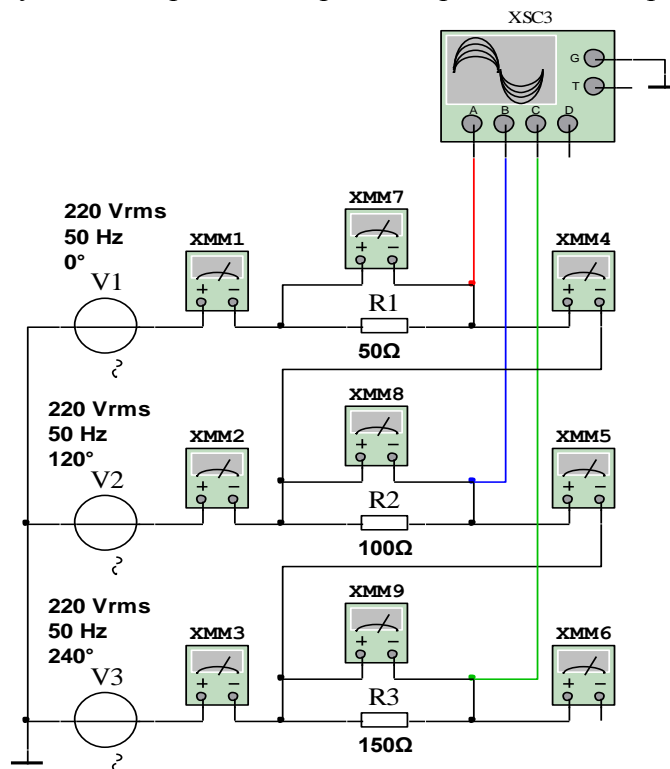 XSC3
G
T
A B C D
XMM7
220 Vrms
50 Hz
0°
V1
XMM1
XMM4
+ −
+ −
+ −
R1
50Ω
XMM8
220 Vrms
50 Hz
120°
V2
XMM2
XMM5
+ −
+ −
+ −
R2
100Ω
XMM9
220 Vrms
50 Hz
240°
V3
XMM3
XMM6
+ −
+ −
+ −
R3
150Ω